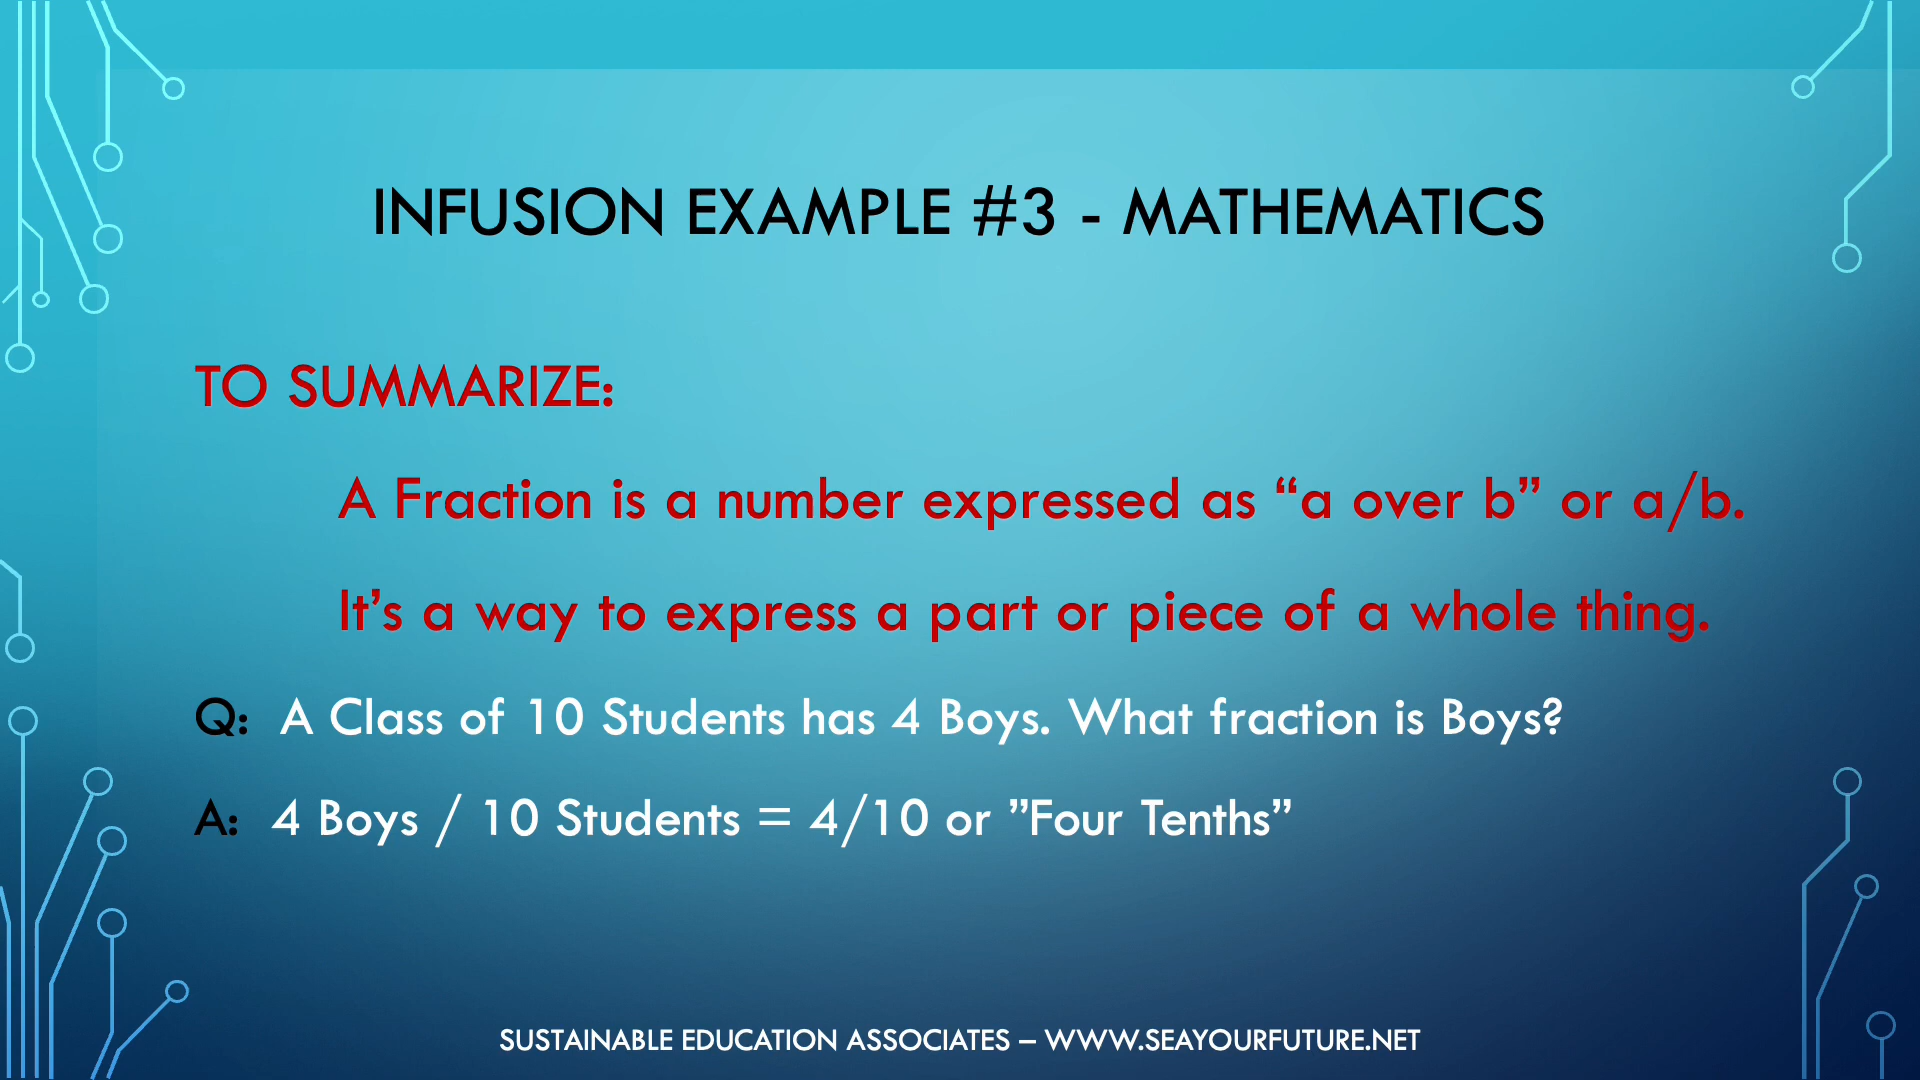 INFUSION EXAMPLE #3 - MATHEMATICS
TO SUMMARIZE:
A Fraction is a number expressed as “a over b” or a/b.
It’s a way to express a part or piece of a whole thing.
Q: A Class of 10 Students has 4 Boys. What fraction is Boys?
A: 4 Boys / 10 Students = 4/10 or ”Four Tenths”
SUSTAINABLE EDUCATION ASSOCIATES – WWW.SEAYOURFUTURE.NET